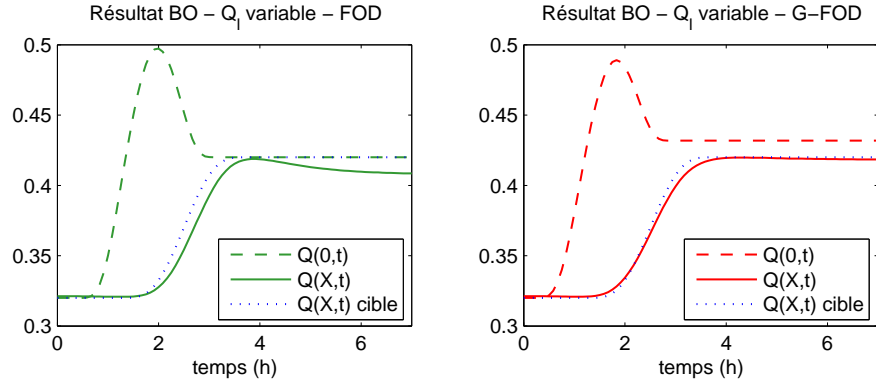 Résultat BO − Q_l variable − FOD
0.5
0.45
0.4
0.35
0.3
0
2
4
6
temps (h)
Q(0,t)
Q(X,t)
Q(X,t) cible
Résultat BO − Q_l variable − G−FOD
0.5
0.45
0.4
0.35
0.3
0
2
4
6
temps (h)
Q(0,t)
Q(X,t)
Q(X,t) cible